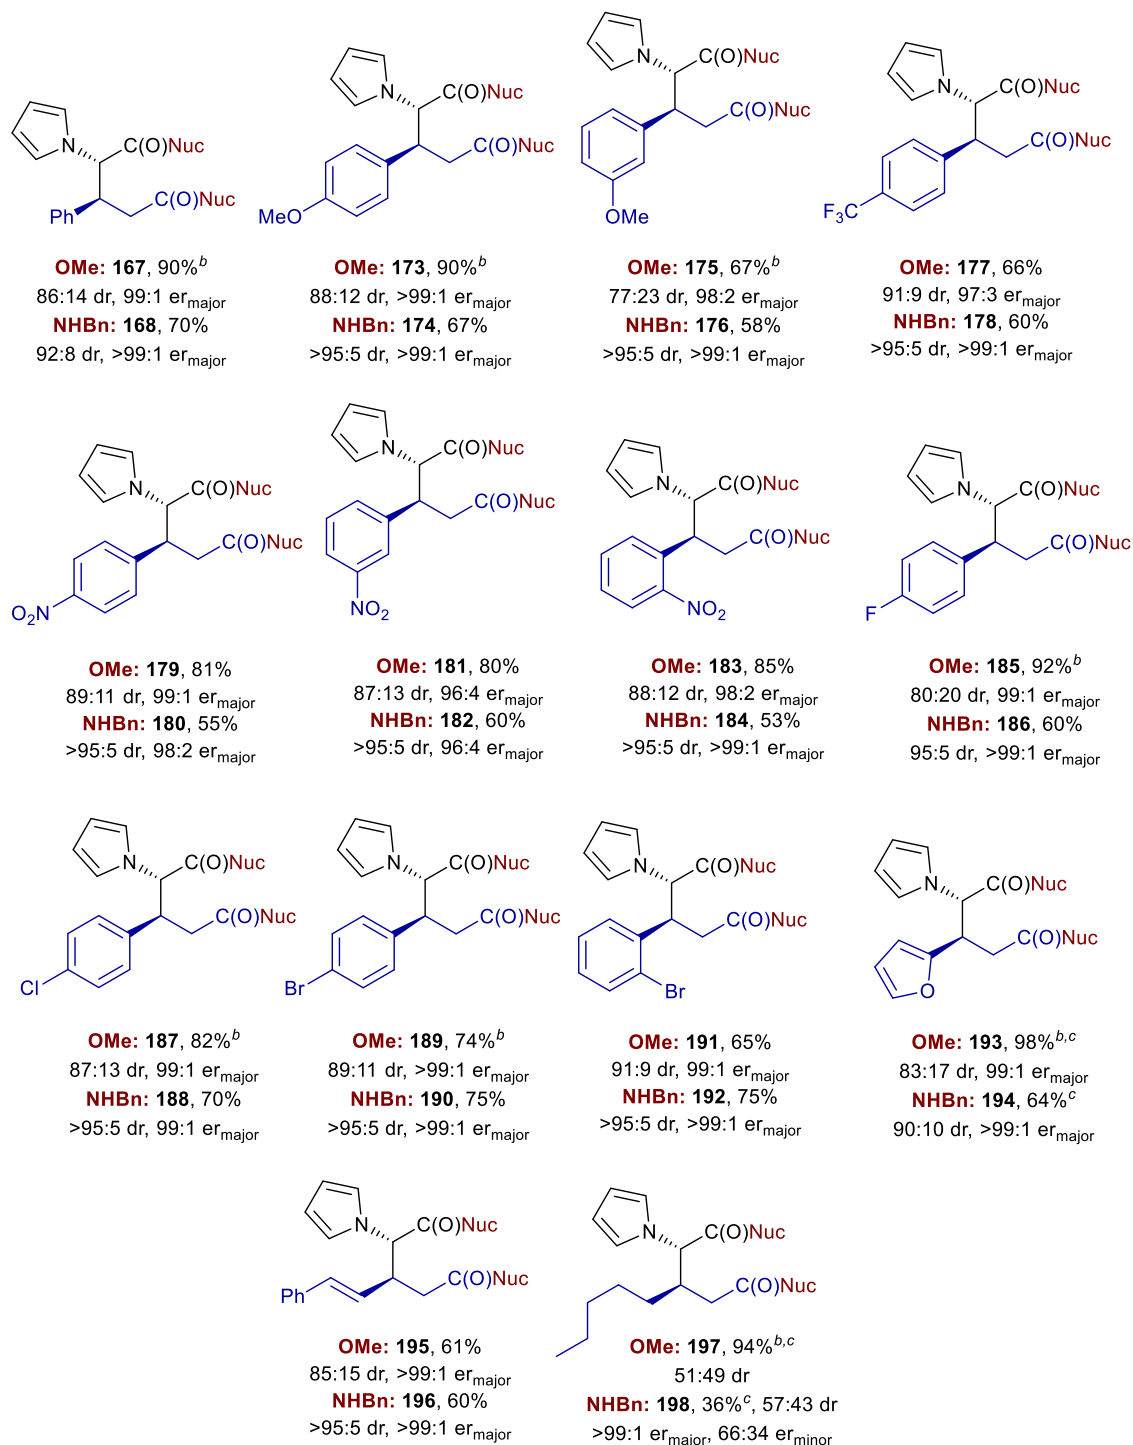 N
C(O)Nuc
Ph
C(O)Nuc
OMe: 167, 90%b
86:14 dr, 99:1 ermajor
NHBn: 168, 70%
92:8 dr, >99:1 ermajor
N
C(O)Nuc
C(O)Nuc
MeO
OMe: 173, 90%b
88:12 dr, >99:1 ermajor
NHBn: 174, 67%
>95:5 dr, >99:1 ermajor
N
C(O)Nuc
C(O)Nuc
OMe
OMe: 175, 67%b
77:23 dr, 98:2 ermajor
NHBn: 176, 58%
>95:5 dr, >99:1 ermajor
N
C(O)Nuc
C(O)Nuc
F3C
OMe: 177, 66%
91:9 dr, 97:3 ermajor
NHBn: 178, 60%
>95:5 dr, >99:1 ermajor
N
C(O)Nuc
C(O)Nuc
O2N
OMe: 179, 81%
89:11 dr, 99:1 ermajor
NHBn: 180, 55%
>95:5 dr, 98:2 ermajor
N
C(O)Nuc
C(O)Nuc
NO2
OMe: 181, 80%
87:13 dr, 96:4 ermajor
NHBn: 182, 60%
>95:5 dr, 96:4 ermajor
N
C(O)Nuc
C(O)Nuc
NO2
OMe: 183, 85%
88:12 dr, 98:2 ermajor
NHBn: 184, 53%
>95:5 dr, >99:1 ermajor
N
C(O)Nuc
C(O)Nuc
F
OMe: 185, 92%b
80:20 dr, 99:1 ermajor
NHBn: 186, 60%
95:5 dr, >99:1 ermajor
N
C(O)Nuc
C(O)Nuc
Cl
OMe: 187, 82%b
87:13 dr, 99:1 ermajor
NHBn: 188, 70%
>95:5 dr, 99:1 ermajor
N
C(O)Nuc
C(O)Nuc
Br
OMe: 189, 74%b
89:11 dr, >99:1 ermajor
NHBn: 190, 75%
>95:5 dr, >99:1 ermajor
N
C(O)Nuc
C(O)Nuc
Br
OMe: 191, 65%
91:9 dr, 99:1 ermajor
NHBn: 192, 75%
>95:5 dr, >99:1 ermajor
N
C(O)Nuc
C(O)Nuc
O
OMe: 193, 98%b,c
83:17 dr, 99:1 ermajor
NHBn: 194, 64%c
90:10 dr, >99:1 ermajor
N
C(O)Nuc
C(O)Nuc
Ph
OMe: 195, 61%
85:15 dr, >99:1 ermajor
NHBn: 196, 60%
>95:5 dr, >99:1 ermajor
N
C(O)Nuc
C(O)Nuc
OMe: 197, 94%b,c
51:49 dr
NHBn: 198, 36%c, 57:43 dr
>99:1 ermajor, 66:34 erminor